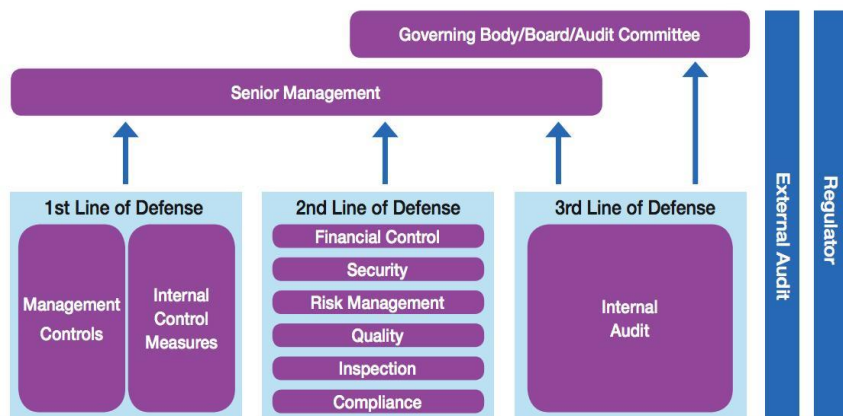 Governing Body/Board/Audit Committee
Senior Management
1st Line of Defense
Management
Controls
Internal
Control
Measures
2nd Line of Defense
Financial Control
Security
Risk Management
Quality
Inspection
Compliance
3rd Line of Defense
Internal
Audit
External Audit
Regulator